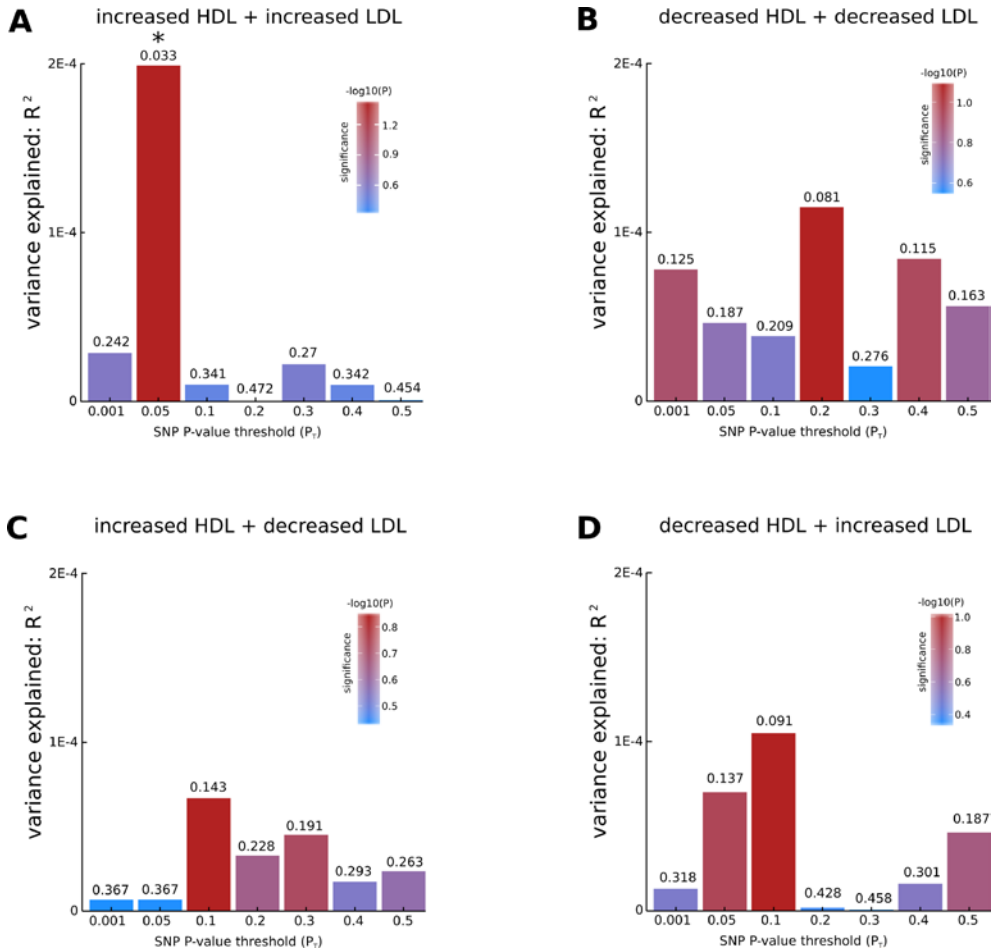 A
increased HDL + increased LDL
*
0.033
2E-4
-log10(P)
1.2
0.9
0.6
significance
variance explained: R²
1E-4
0.242
0.341
0.472
0.27
0.342
0.454
0
0.001 0.05 0.1 0.2 0.3 0.4 0.5
SNP P-value threshold (P_T)
B
decreased HDL + decreased LDL
2E-4
-log10(P)
1.0
0.8
0.6
significance
variance explained: R²
1E-4
0.125
0.187
0.209
0.081
0.276
0.115
0.163
0
0.001 0.05 0.1 0.2 0.3 0.4 0.5
SNP P-value threshold (P_T)
C
increased HDL + decreased LDL
2E-4
-log10(P)
0.8
0.7
0.6
0.5
significance
variance explained: R²
1E-4
0.367
0.367
0.143
0.228
0.191
0.293
0.263
0
0.001 0.05 0.1 0.2 0.3 0.4 0.5
SNP P-value threshold (P_T)
D
decreased HDL + increased LDL
2E-4
-log10(P)
1.0
0.8
0.6
0.4
significance
variance explained: R²
1E-4
0.318
0.137
0.091
0.428
0.458
0.301
0.187
0
0.001 0.05 0.1 0.2 0.3 0.4 0.5
SNP P-value threshold (P_T)